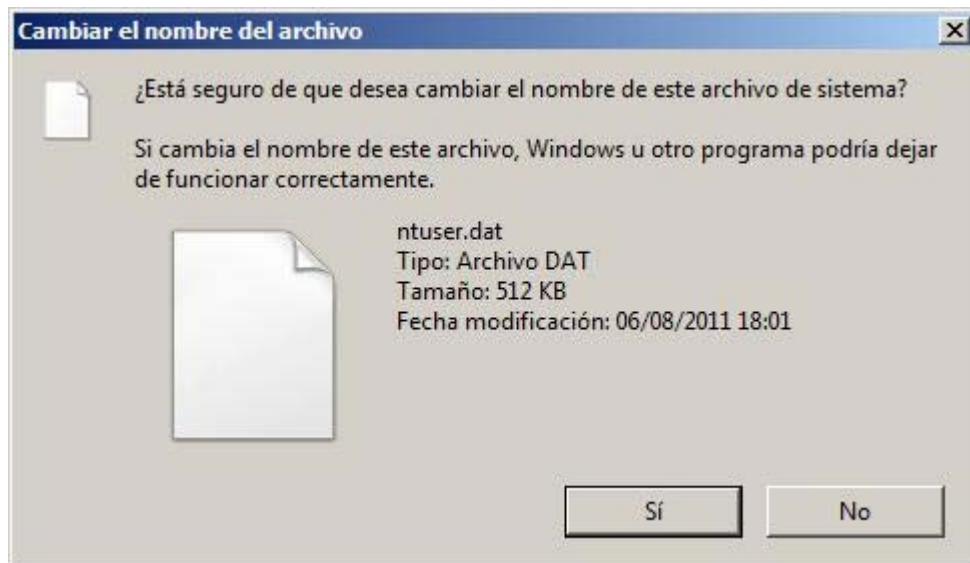 Cambiar el nombre del archivo
¿Está seguro de que desea cambiar el nombre de este archivo de sistema?
Si cambia el nombre de este archivo, Windows u otro programa podría dejar
de funcionar correctamente.
ntuser.dat
Tipo: Archivo DAT
Tamaño: 512 KB
Fecha modificación: 06/08/2011 18:01
Sí
No